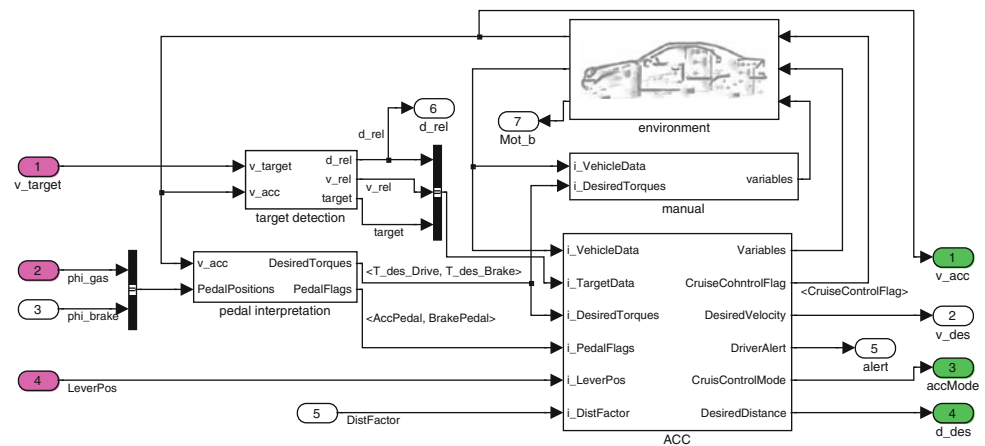 environment
6
d_rel
7
Mot_b
d_rel
1
v_target
v_target
d_rel
v_acc
v_rel
target
target detection
v_rel
target
i_VehicleData
i_DesiredTorques
variables
manual
2
phi_gas
3
phi_brake
v_acc
DesiredTorques
PedalPositions
PedalFlags
pedal interpretation
<T_des_Drive, T_des_Brake>
<AccPedal, BrakePedal>
i_VehicleData
Variables
i_TargetData
CruiseCohntrolFlag
i_DesiredTorques
DesiredVelocity
i_PedalFlags
DriverAlert
i_LeverPos
CruisControlMode
i_DistFactor
DesiredDistance
ACC
<CruiseControlFlag>
1
v_acc
2
v_des
5
alert
3
accMode
4
d_des
4
LeverPos
5
DistFactor